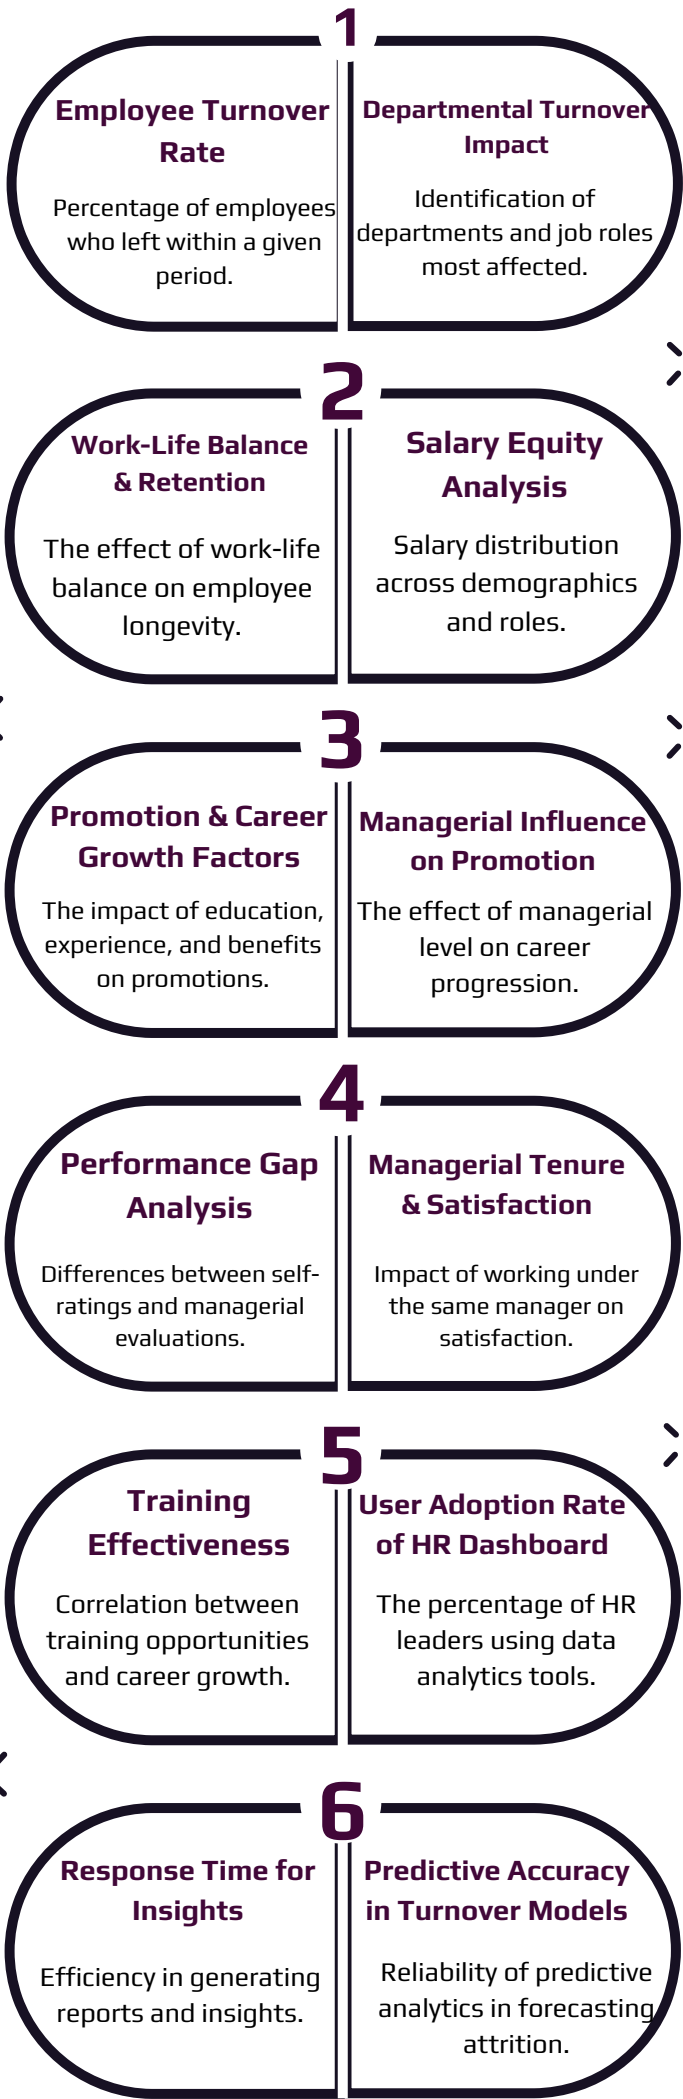 1
Employee Turnover
Rate
Percentage of employees
who left within a given
period.
Departmental Turnover
Impact
Identification of
departments and job roles
most affected.
2
Work-Life Balance
& Retention
The effect of work-life
balance on employee
longevity.
Salary Equity
Analysis
Salary distribution
across demographics
and roles.
3
Promotion & Career
Growth Factors
The impact of education,
experience, and benefits
on promotions.
Managerial Influence
on Promotion
The effect of managerial
level on career
progression.
4
Performance Gap
Analysis
Differences between self-
ratings and managerial
evaluations.
Managerial Tenure
& Satisfaction
Impact of working under
the same manager on
satisfaction.
5
Training
Effectiveness
Correlation between
training opportunities
and career growth.
User Adoption Rate
of HR Dashboard
The percentage of HR
leaders using data
analytics tools.
6
Response Time for
Insights
Efficiency in generating
reports and insights.
Predictive Accuracy
in Turnover Models
Reliability of predictive
analytics in forecasting
attrition.